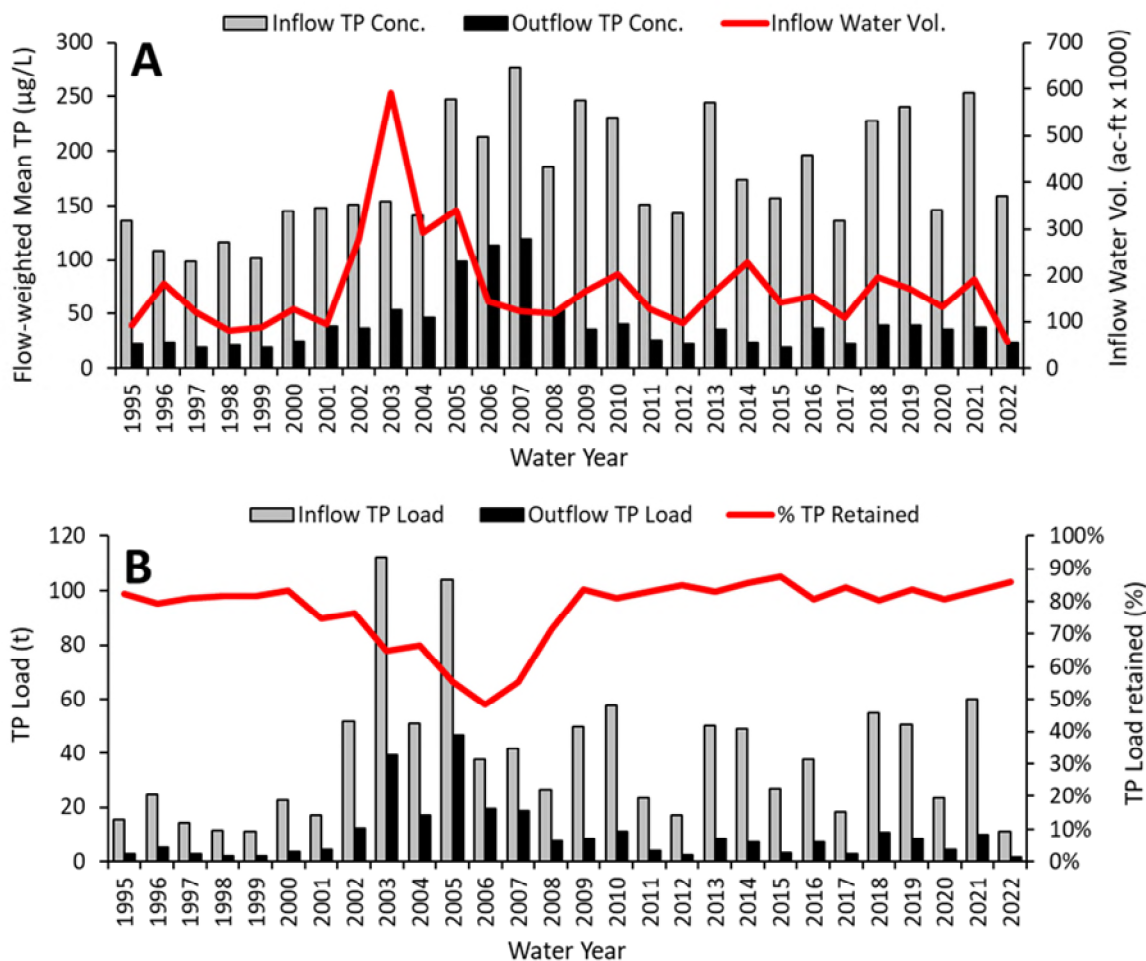 Inflow TP Conc. Outflow TP Conc. Inflow Water Vol.
A
Flow-weighted Mean TP (µg/L)
300
250
200
150
100
50
0
700
600
500
400
300
200
100
0
Inflow Water Vol. (ac-ft x 1000)
1995 1996 1997 1998 1999 2000 2001 2002 2003 2004 2005 2006 2007 2008 2009 2010 2011 2012 2013 2014 2015 2016 2017 2018 2019 2020 2021 2022
Water Year
Inflow TP Load Outflow TP Load % TP Retained
B
TP Load (t)
120
100
80
60
40
20
0
100%
90%
80%
70%
60%
50%
40%
30%
20%
10%
0%
TP Load retained (%)
1995 1996 1997 1998 1999 2000 2001 2002 2003 2004 2005 2006 2007 2008 2009 2010 2011 2012 2013 2014 2015 2016 2017 2018 2019 2020 2021 2022
Water Year